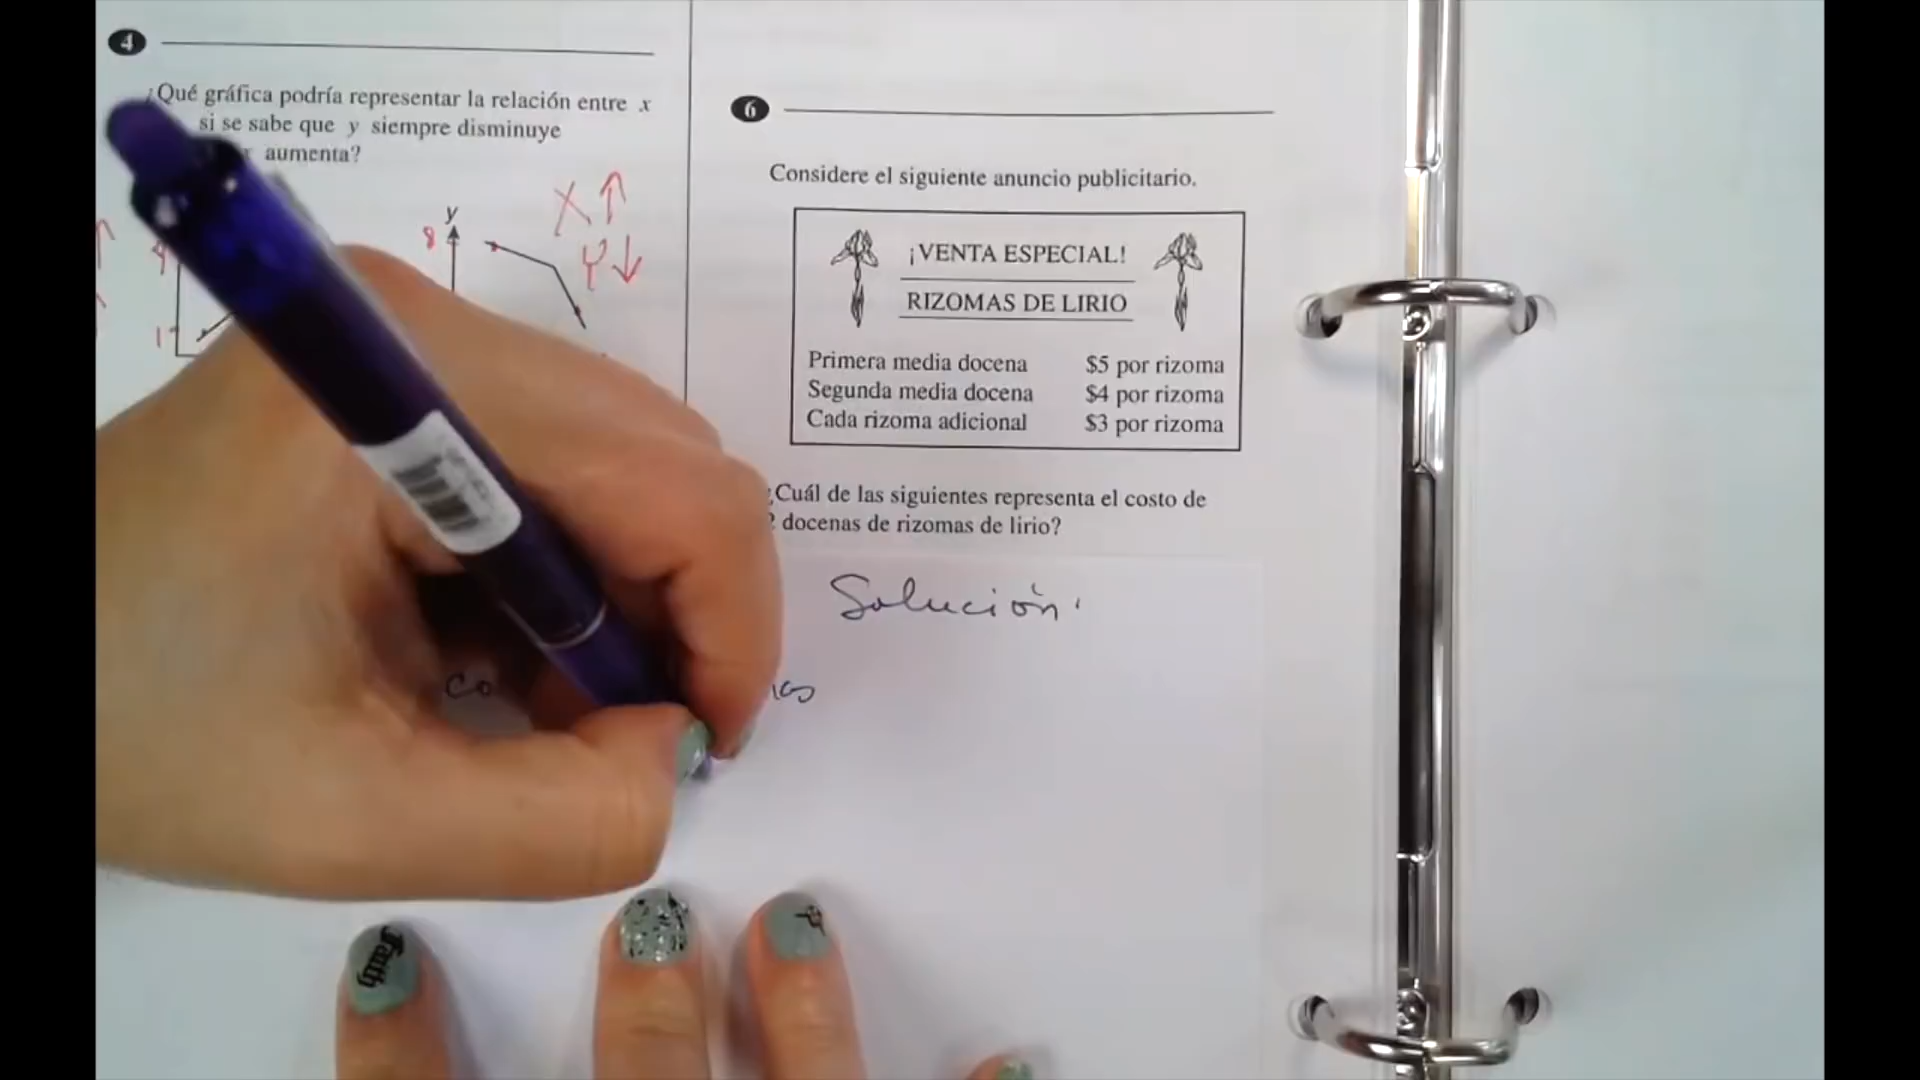 4
¿Qué gráfica podría representar la relación entre x
si se sabe que y siempre disminuye
aumenta?
X ↑
y
8
Y ↓
1
6
Considere el siguiente anuncio publicitario.
¡VENTA ESPECIAL!
RIZOMAS DE LIRIO
Primera media docena $5 por rizoma
Segunda media docena $4 por rizoma
Cada rizoma adicional $3 por rizoma
¿Cuál de las siguientes representa el costo de
2 docenas de rizomas de lirio?
Solución.
Co
Faith